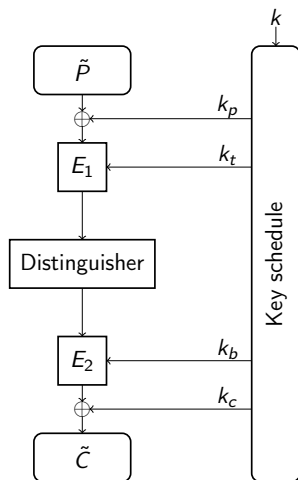 k
P̃
k_p
E_1
k_t
Distinguisher
Key schedule
E_2
k_b
k_c
C̃